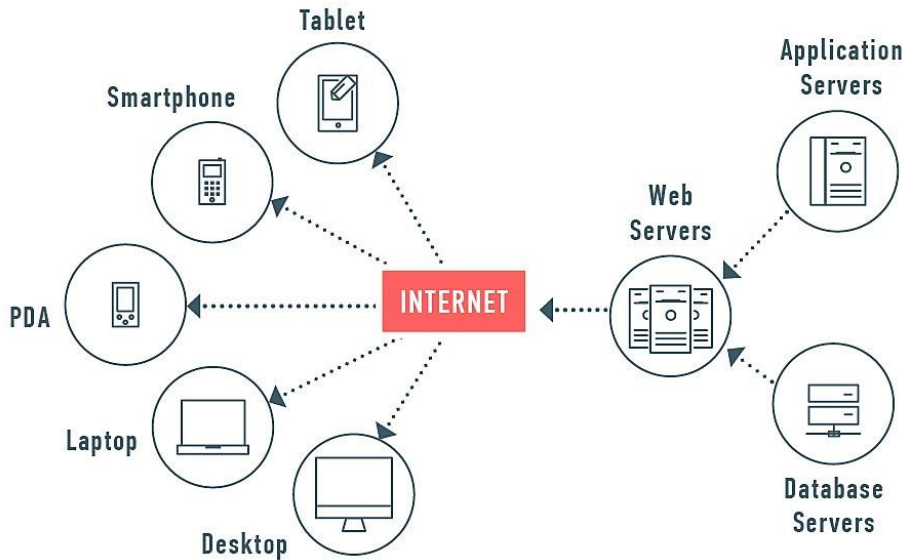 Tablet
Smartphone
Application
Servers
Web
Servers
INTERNET
PDA
Laptop
Desktop
Database
Servers